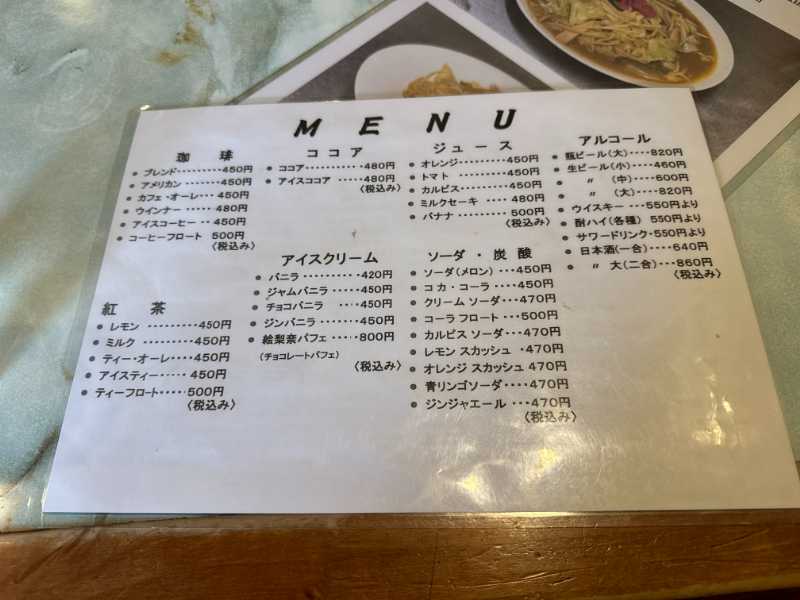 MENU
珈琲
ブレンド・・・・・・・・450円
アメリカン・・・・・・450円
カフェ・オーレ・・・450円
ウインナー・・・・・480円
アイスコーヒー・・450円
コーヒーフロート 500円
〈税込み〉
ココア
ココア・・・・・・・・・・480円
アイスココア・・・・・480円
〈税込み〉
ジュース
オレンジ・・・・・・・・450円
トマト・・・・・・・・・450円
カルピス・・・・・・・450円
ミルクセーキ・・・・480円
バナナ・・・・・・・・500円
〈税込み〉
アルコール
瓶ビール(大)・・・・820円
生ビール(小)・・・・460円
〃 (中)・・・・600円
〃 (大)・・・・820円
ウイスキー・・・550円より
酎ハイ(各種) 550円より
サワードリンク・550円より
日本酒(一合)・・・・640円
〃 大(二合)・・・860円
〈税込み〉
紅茶
レモン・・・・・・・・・450円
ミルク・・・・・・・・・450円
ティー・オーレ・・・・450円
アイスティー・・・・・450円
ティーフロート・・・・・500円
〈税込み〉
アイスクリーム
バニラ・・・・・・・・・・420円
ジャムバニラ・・・・・450円
チョコバニラ・・・・450円
ジンバニラ・・・・・・450円
絵梨奈パフェ・・・・800円
(チョコレートパフェ)
〈税込み〉
ソーダ・炭酸
ソーダ(メロン)・・・450円
コカ・コーラ・・・・450円
クリームソーダ・・・470円
コーラフロート・・・500円
カルピスソーダ・・・470円
レモンスカッシュ・470円
オレンジスカッシュ 470円
青リンゴソーダ・・・・470円
ジンジャエール・・・470円
〈税込み〉